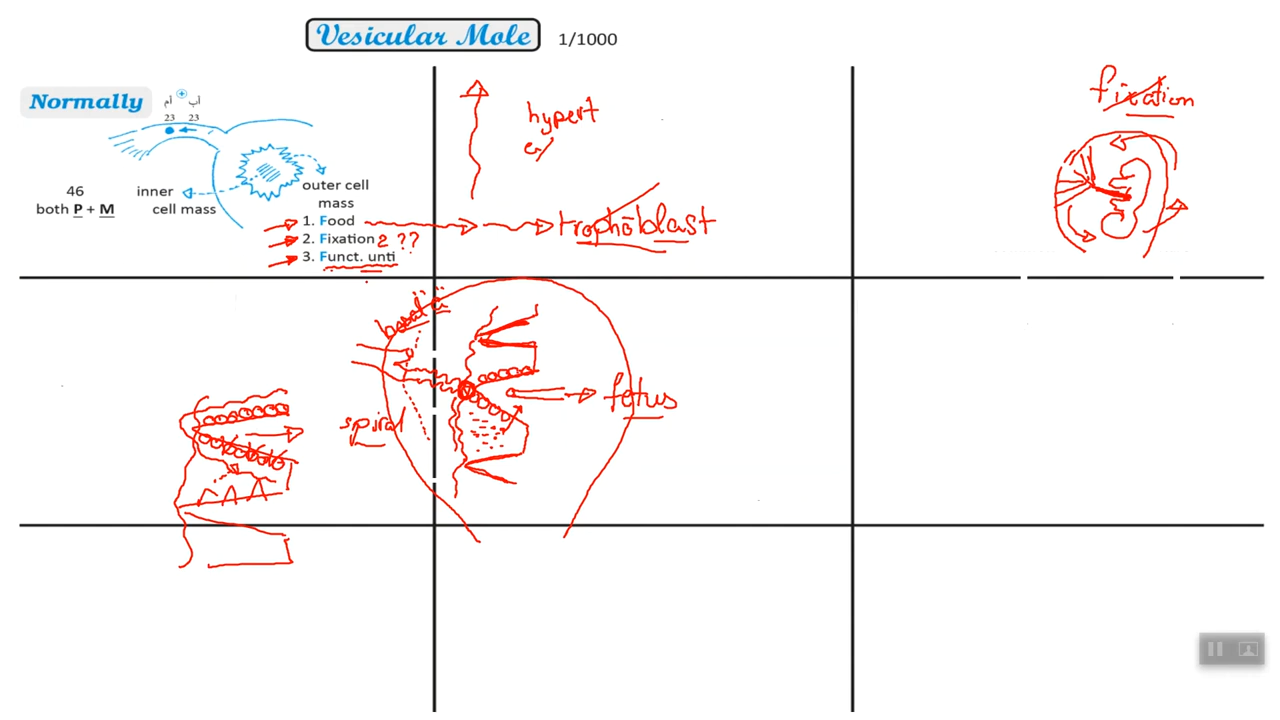 Vesicular Mole 1/1000
Normally
أم + أب
23 23
46
both P + M
inner
cell mass
outer cell
mass
1. Food
2. Fixation 2 ??
3. Funct. unti
hypert
trophoblast
fixation
spiral
fetus